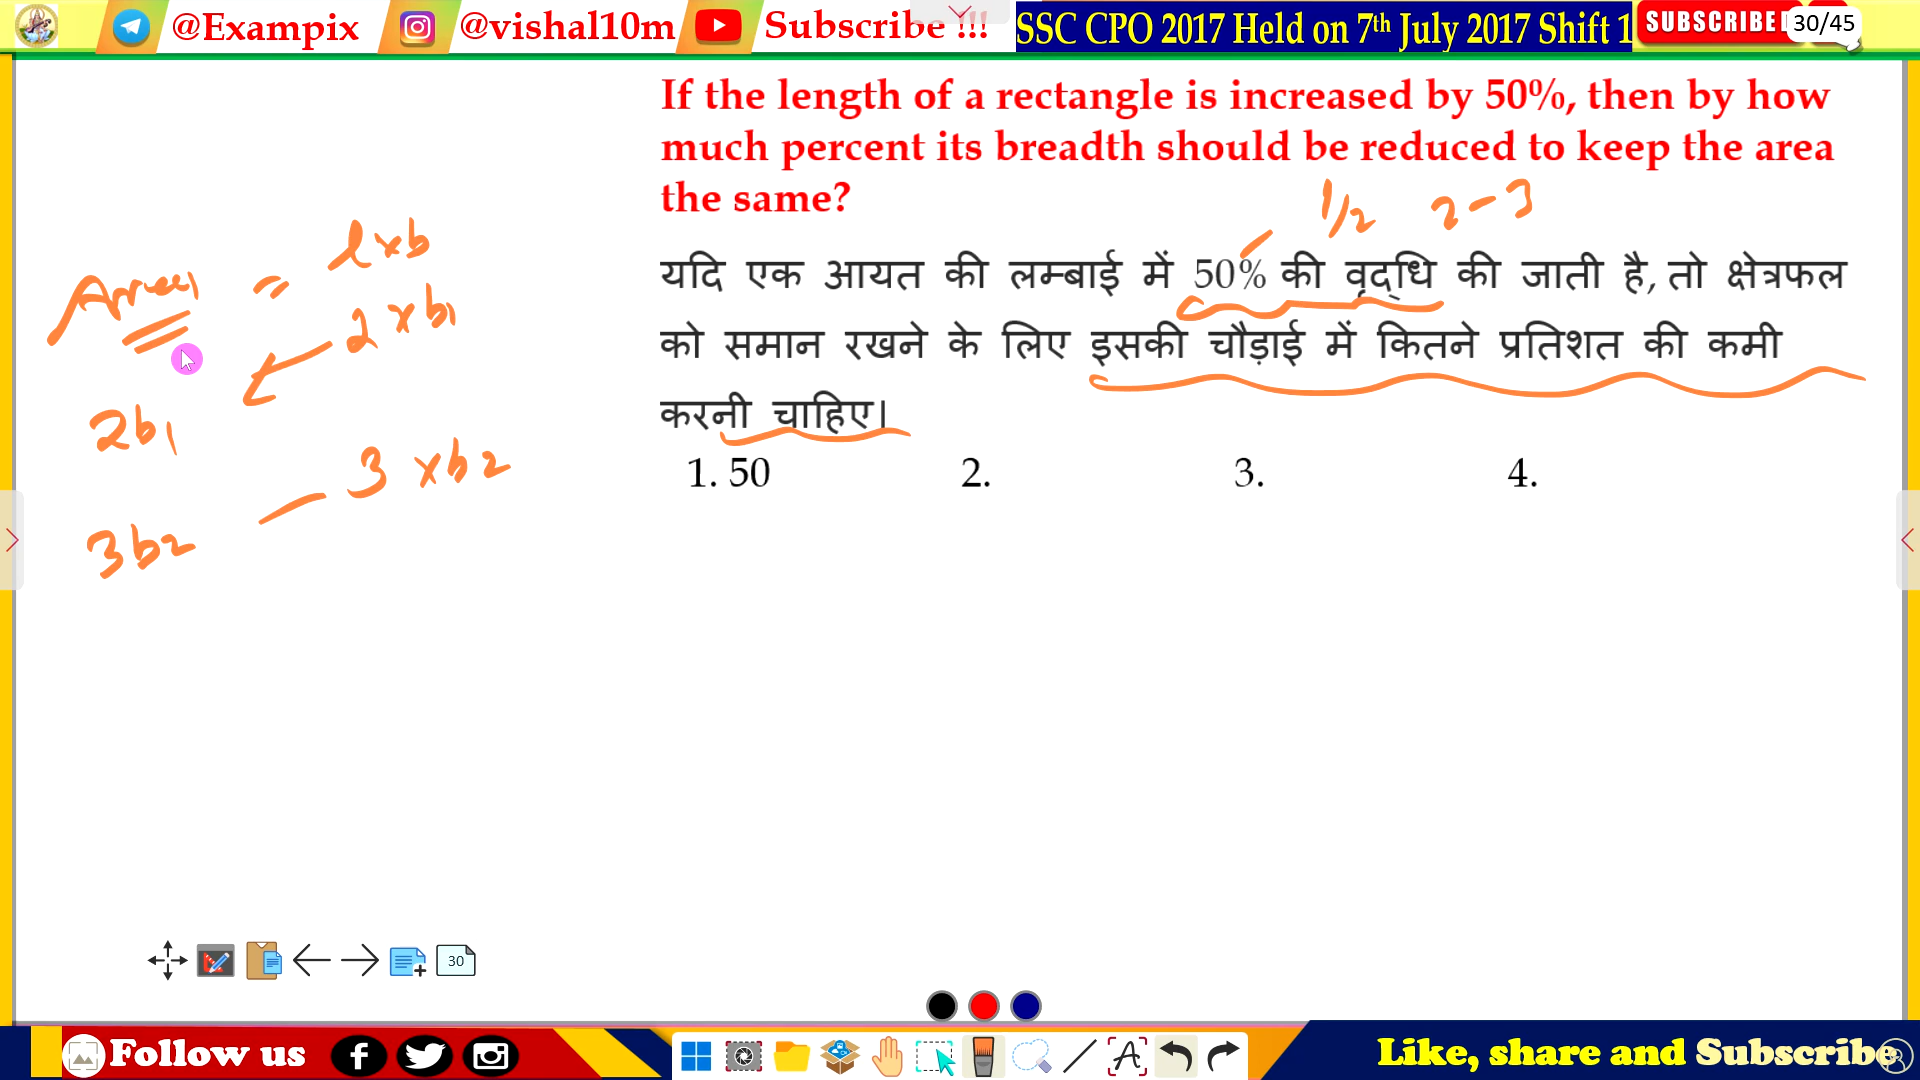 @Exampix @vishal10m Subscribe !!! SSC CPO 2017 Held on 7th July 2017 Shift 1 SUBSCRIBE 30/45
If the length of a rectangle is increased by 50%, then by how
much percent its breadth should be reduced to keep the area
the same?
1/2 2-3
यदि एक आयत की लम्बाई में 50% की वृद्धि की जाती है, तो क्षेत्रफल
को समान रखने के लिए इसकी चौड़ाई में कितने प्रतिशत की कमी
करनी चाहिए।
1. 50 2. 3. 4.
= l×b
2×b1
2b1
3×b2
3b2
30
Follow us Like, share and Subscribe